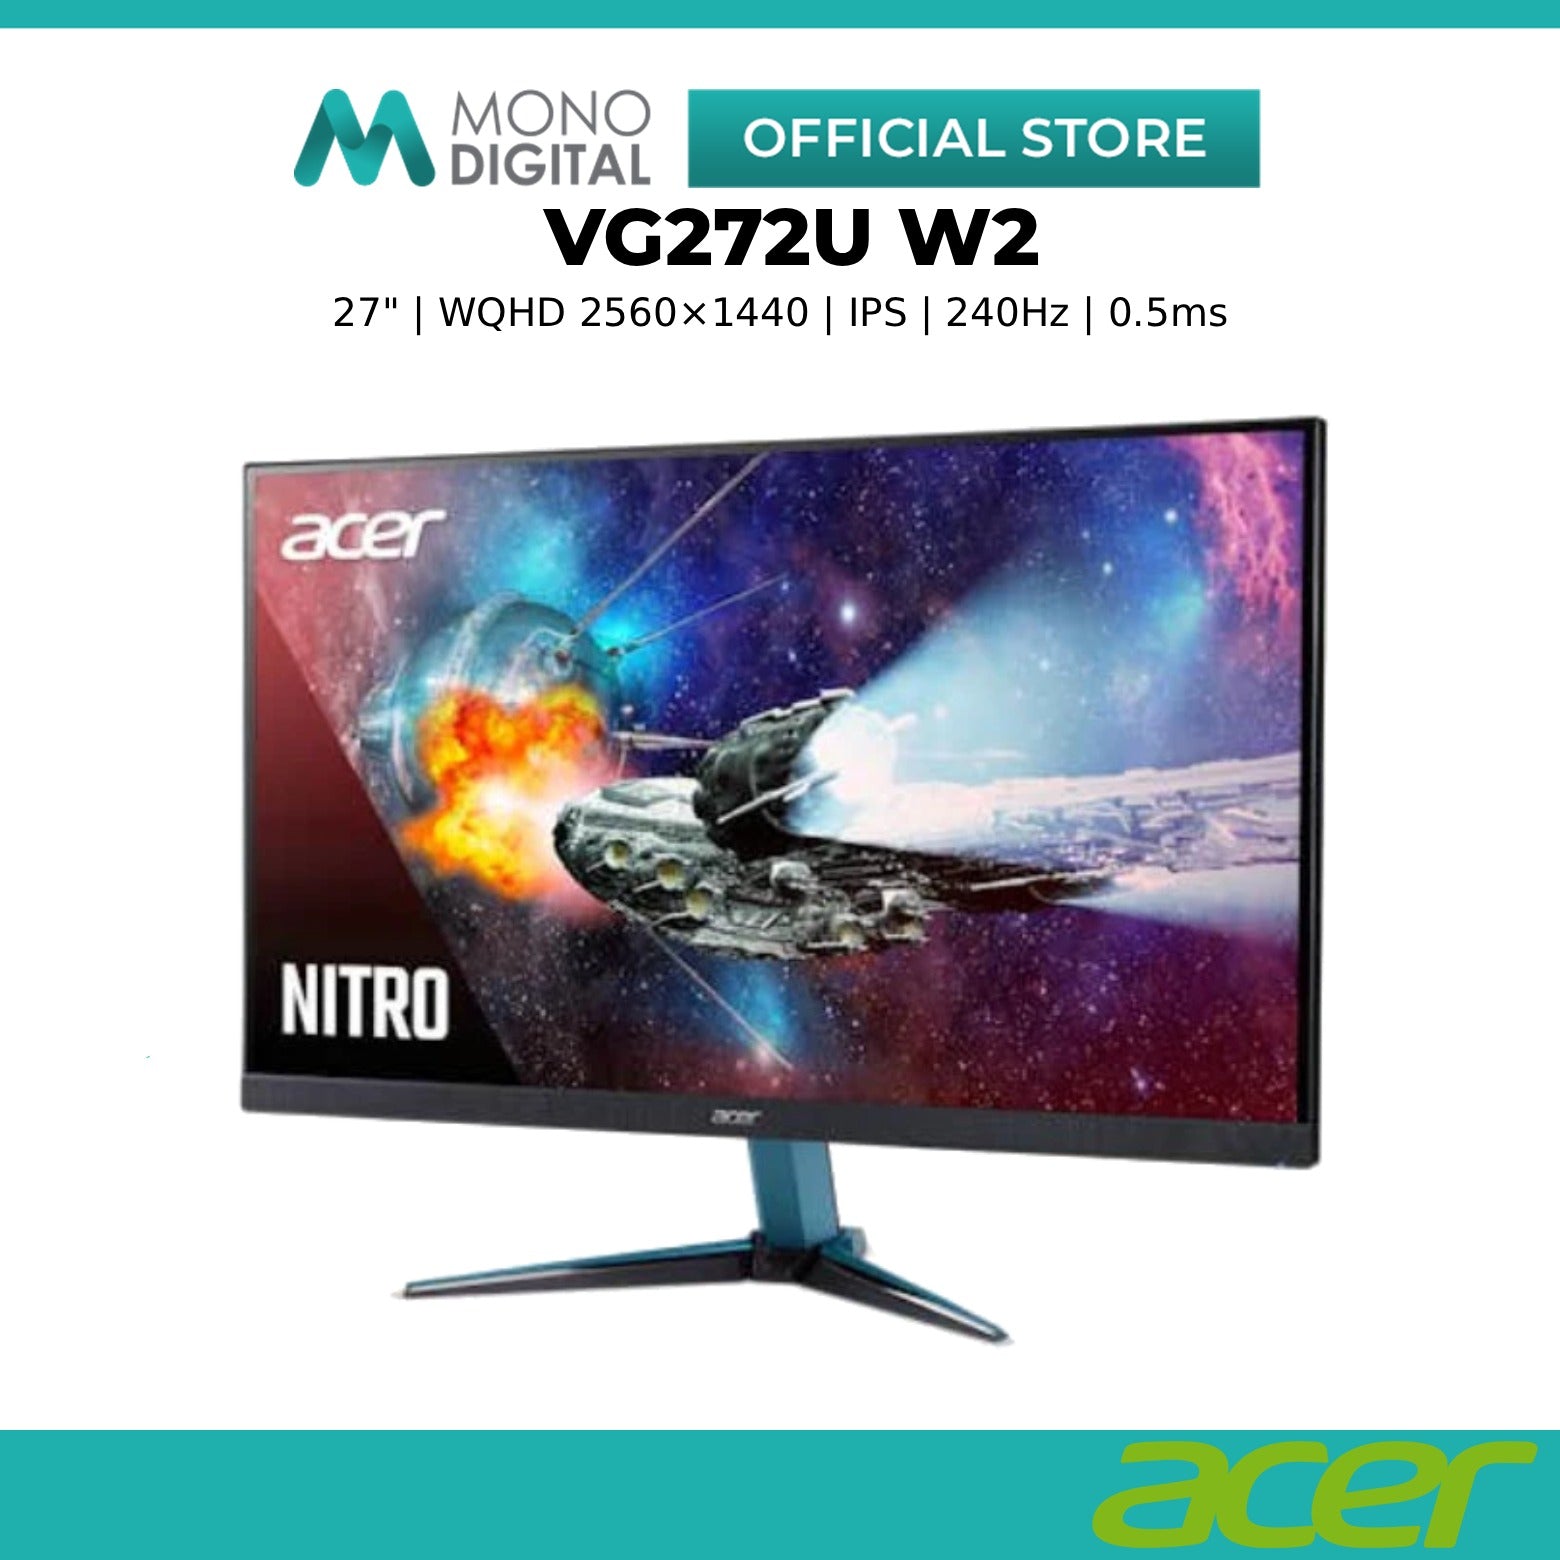 MONO
DIGITAL
OFFICIAL STORE
VG272U W2
27" | WQHD 2560×1440 | IPS | 240Hz | 0.5ms
acer
NITRO
acer
acer